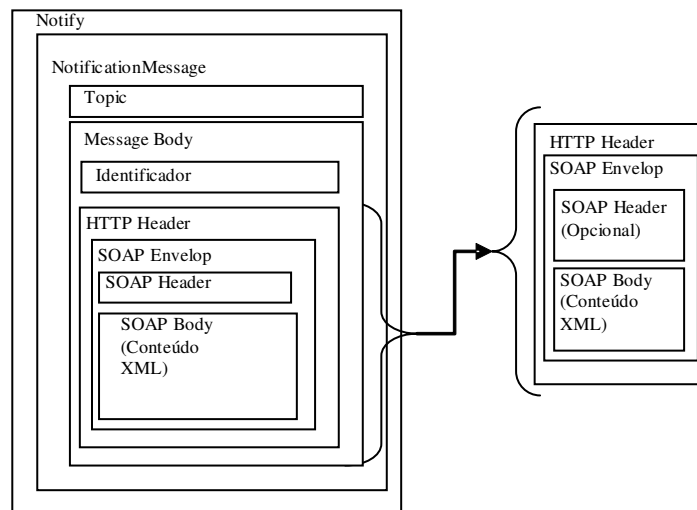 Notify
NotificationMessage
Topic
Message Body
Identificador
HTTP Header
SOAP Envelop
SOAP Header
SOAP Body
(Conteúdo
XML)
HTTP Header
SOAP Envelop
SOAP Header
(Opcional)
SOAP Body
(Conteúdo
XML)